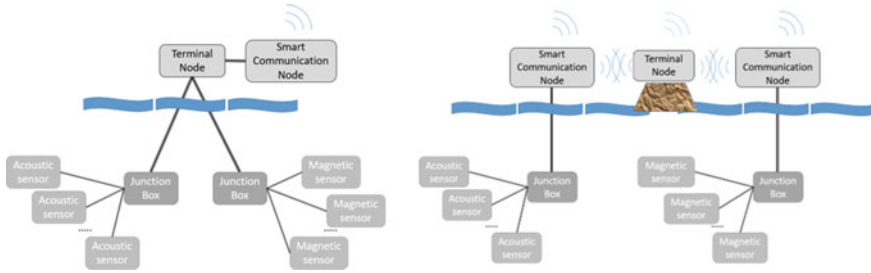 Terminal
Node
Smart
Communication
Node
Acoustic
sensor
Acoustic
sensor
.....
Acoustic
sensor
Junction
Box
Junction
Box
Magnetic
sensor
Magnetic
sensor
.....
Magnetic
sensor
Smart
Communication
Node
Terminal
Node
Smart
Communication
Node
Acoustic
sensor
Acoustic
sensor
.....
Acoustic
sensor
Junction
Box
Magnetic
sensor
Magnetic
sensor
.....
Magnetic
sensor
Junction
Box